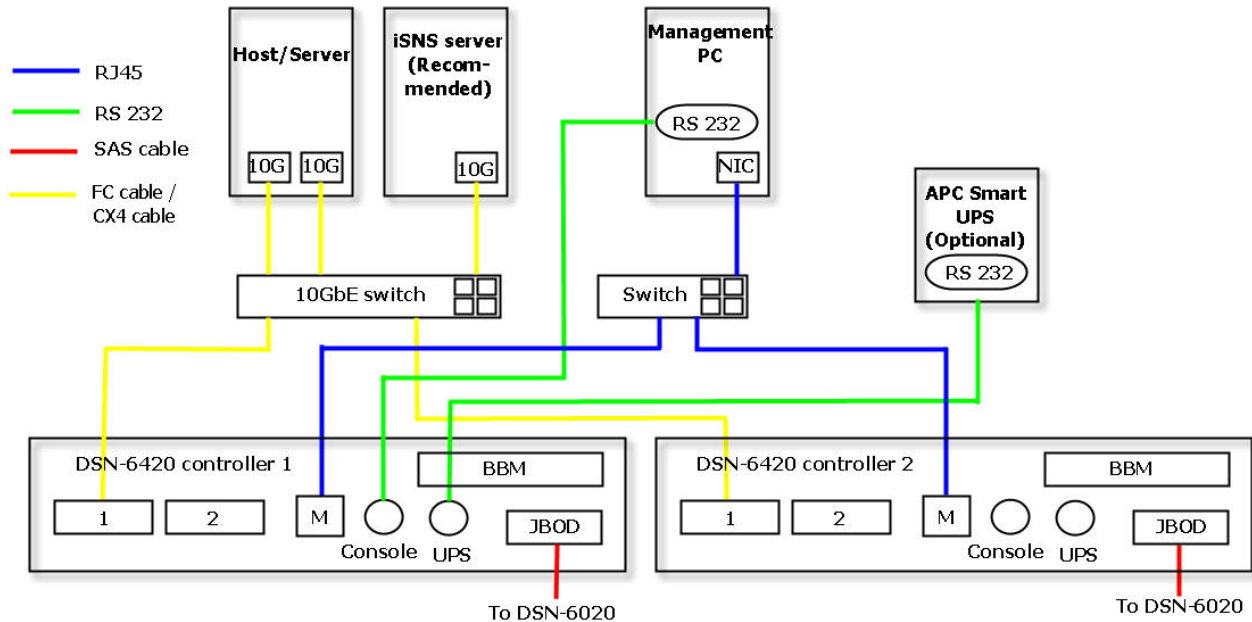 RJ45
RS 232
SAS cable
FC cable /
CX4 cable
Host/Server
10G
10G
iSNS server
(Recom-
mended)
10G
Management
PC
RS 232
NIC
APC Smart
UPS
(Optional)
RS 232
10GbE switch
Switch
DSN-6420 controller 1
BBM
1
2
M
Console
UPS
JBOD
To DSN-6020
DSN-6420 controller 2
BBM
1
2
M
Console
UPS
JBOD
To DSN-6020